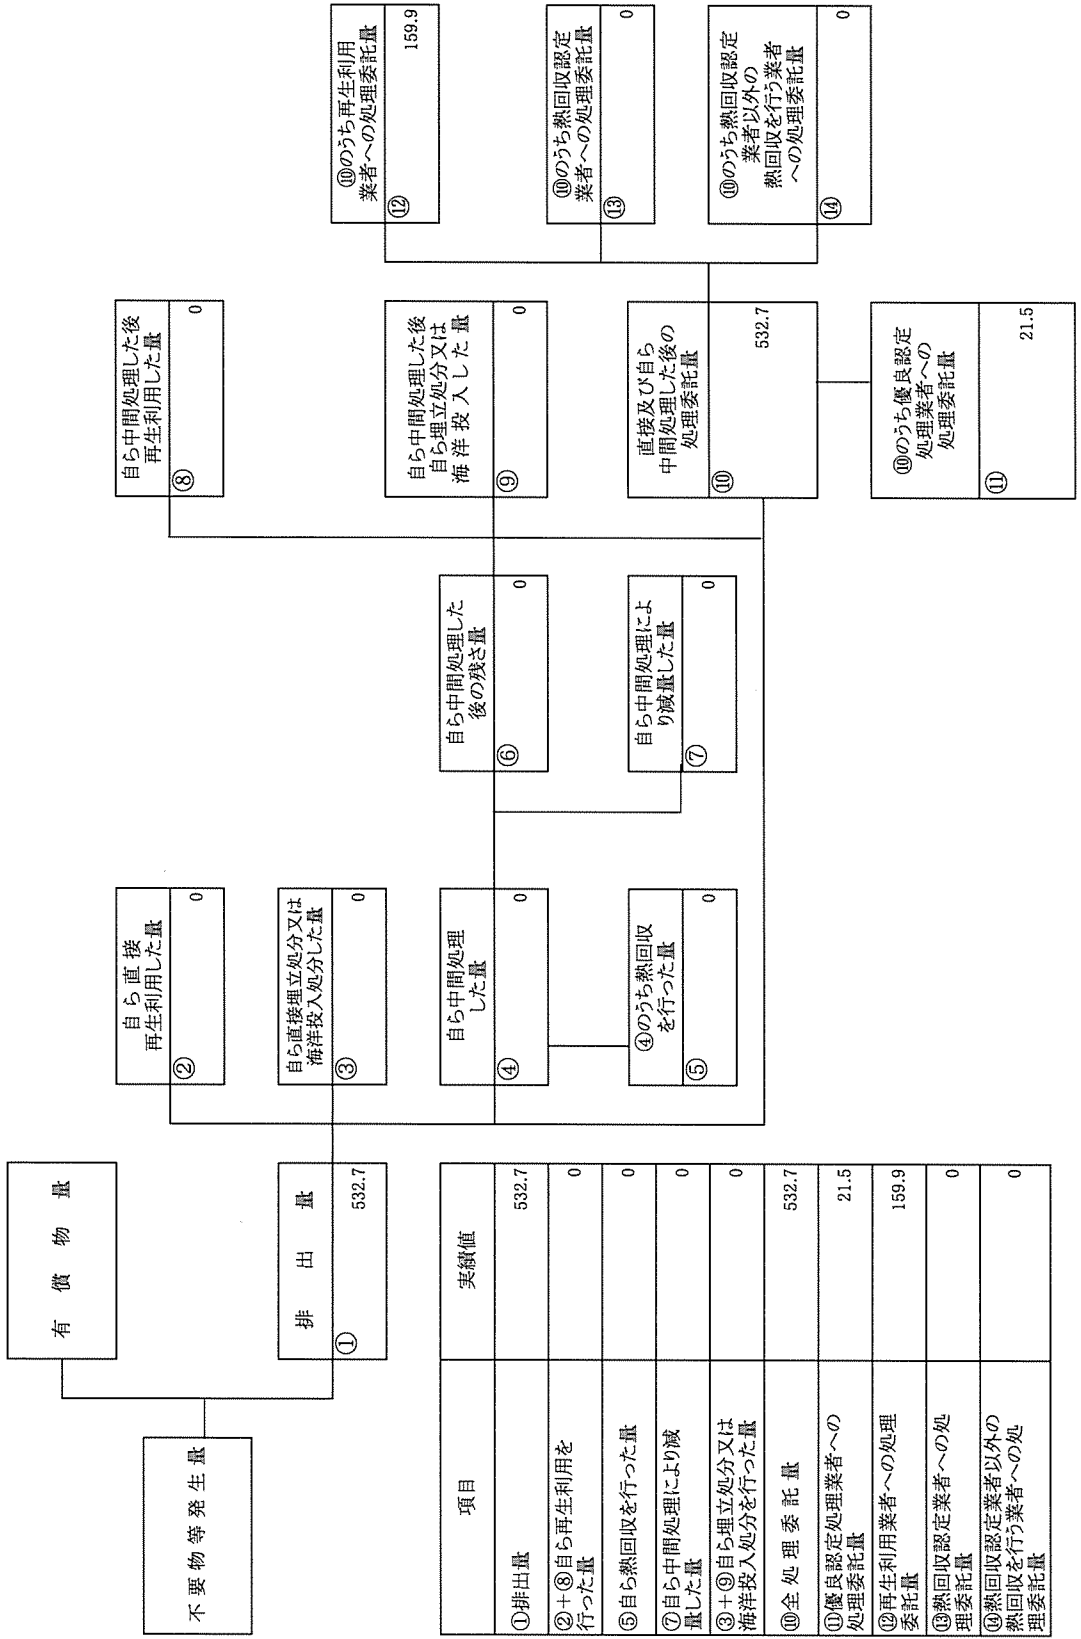 不要物等発生量
有償物量
排出量
①
532.7
自ら直接
再生利用した量
②
0
自ら直接埋立処分又は
海洋投入処分した量
③
0
自ら中間処理
した量
④
0
④のうち熱回収
を行った量
⑤
0
自ら中間処理した
後の残さ量
⑥
0
自ら中間処理によ
り減量した量
⑦
0
自ら中間処理した後
再生利用した量
⑧
0
自ら中間処理した後
自ら埋立処分又は
海洋投入した量
⑨
0
直接及び自ら
中間処理した後の
処理委託量
⑩
532.7
⑩のうち優良認定
処理業者への
処理委託量
⑪
21.5
⑩のうち再生利用
業者への処理委託量
⑫
159.9
⑩のうち熱回収認定
業者への処理委託量
⑬
0
⑩のうち熱回収認定
業者以外の
熱回収を行う業者
への処理委託量
⑭
0
項目 実績値
①排出量 532.7
②+⑧自ら再生利用を
行った量 0
⑤自ら熱回収を行った量 0
⑦自ら中間処理により減
量した量 0
③+⑨自ら埋立処分又は
海洋投入処分を行った量 0
⑩全処理委託量 532.7
⑪優良認定処理業者への
処理委託量 21.5
⑫再生利用業者への処理
委託量 159.9
⑬熱回収認定業者への処
理委託量 0
⑭熱回収認定業者以外の
熱回収を行う業者への処
理委託量 0